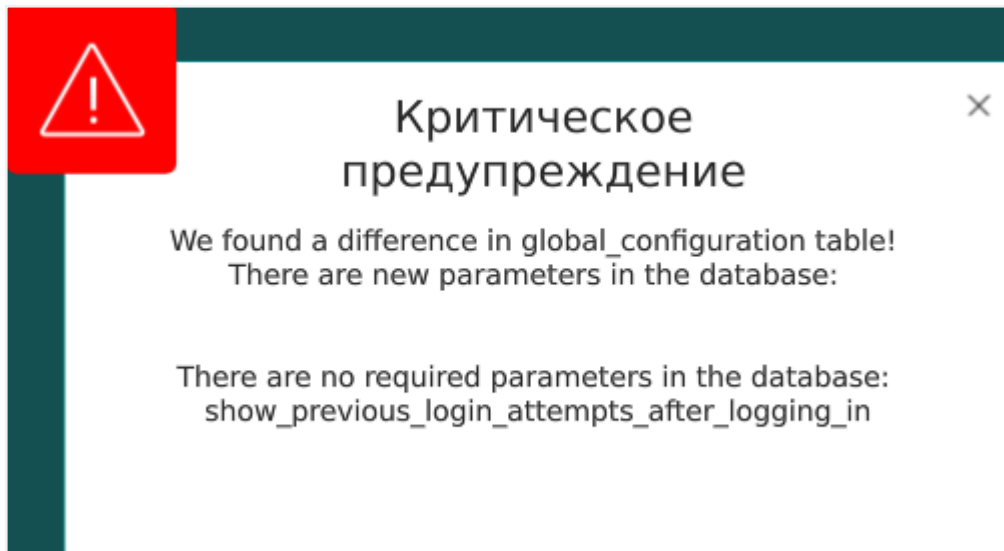 Критическое
предупреждение
We found a difference in global_configuration table!
There are new parameters in the database:
There are no required parameters in the database:
show_previous_login_attempts_after_logging_in